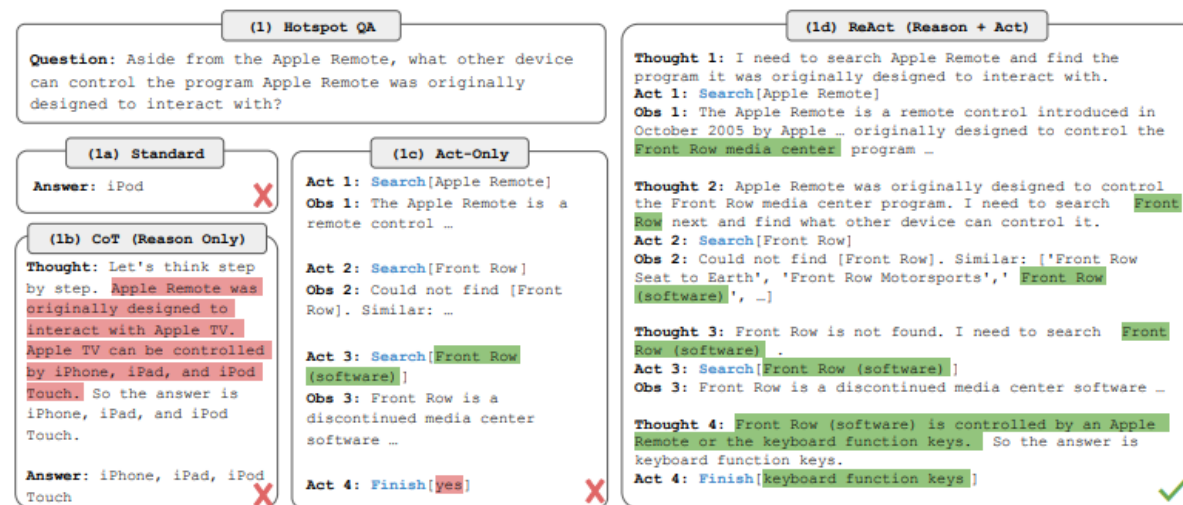 (1) Hotspot QA
Question: Aside from the Apple Remote, what other device
can control the program Apple Remote was originally
designed to interact with?
(1a) Standard
Answer: iPod
(1b) CoT (Reason Only)
Thought: Let's think step
by step. Apple Remote was
originally designed to
interact with Apple TV.
Apple TV can be controlled
by iPhone, iPad, and iPod
Touch. So the answer is
iPhone, iPad, and iPod
Touch.
Answer: iPhone, iPad, iPod
Touch
(1c) Act-Only
Act 1: Search[Apple Remote]
Obs 1: The Apple Remote is a
remote control …
Act 2: Search[Front Row]
Obs 2: Could not find [Front
Row]. Similar: …
Act 3: Search[Front Row
(software)]
Obs 3: Front Row is a
discontinued media center
software …
Act 4: Finish[yes]
(1d) ReAct (Reason + Act)
Thought 1: I need to search Apple Remote and find the
program it was originally designed to interact with.
Act 1: Search[Apple Remote]
Obs 1: The Apple Remote is a remote control introduced in
October 2005 by Apple … originally designed to control the
Front Row media center program …
Thought 2: Apple Remote was originally designed to control
the Front Row media center program. I need to search Front
Row next and find what other device can control it.
Act 2: Search[Front Row]
Obs 2: Could not find [Front Row]. Similar: ['Front Row
Seat to Earth', 'Front Row Motorsports',' Front Row
(software)', …]
Thought 3: Front Row is not found. I need to search Front
Row (software) .
Act 3: Search[Front Row (software)]
Obs 3: Front Row is a discontinued media center software …
Thought 4: Front Row (software) is controlled by an Apple
Remote or the keyboard function keys. So the answer is
keyboard function keys.
Act 4: Finish[keyboard function keys ]